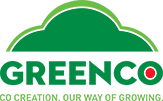 GREENCO
CO CREATION. OUR WAY OF GROWING.